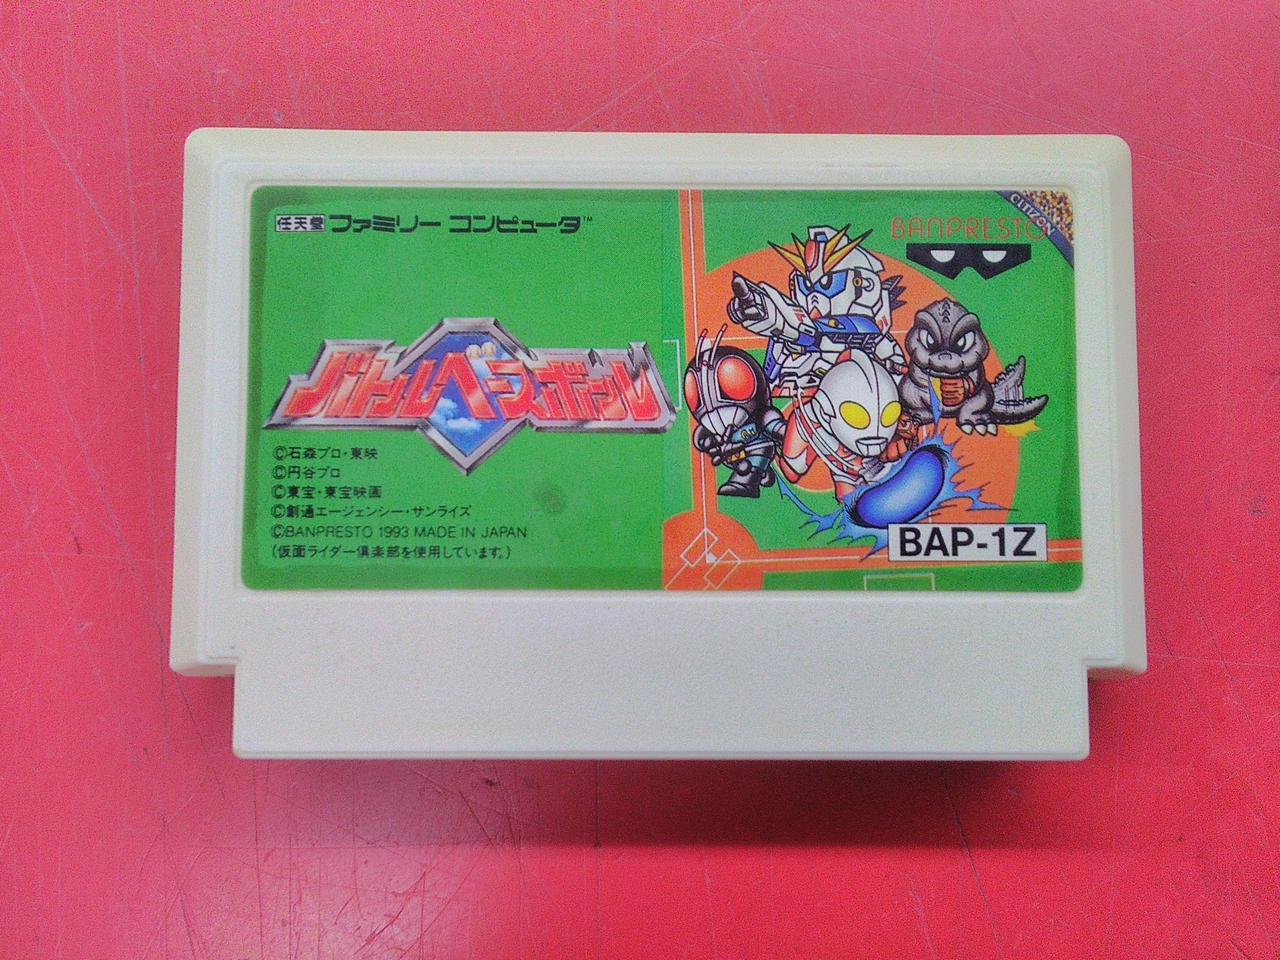 任天堂 ファミリー コンピュータ™
BANPRESTO
CITIZEN
バトルベースボール
©石森プロ・東映
©円谷プロ
©東宝・東宝映画
©創通エージェンシー・サンライズ
©BANPRESTO 1993 MADE IN JAPAN
(仮面ライダー倶楽部を使用しています。)
BAP-1Z